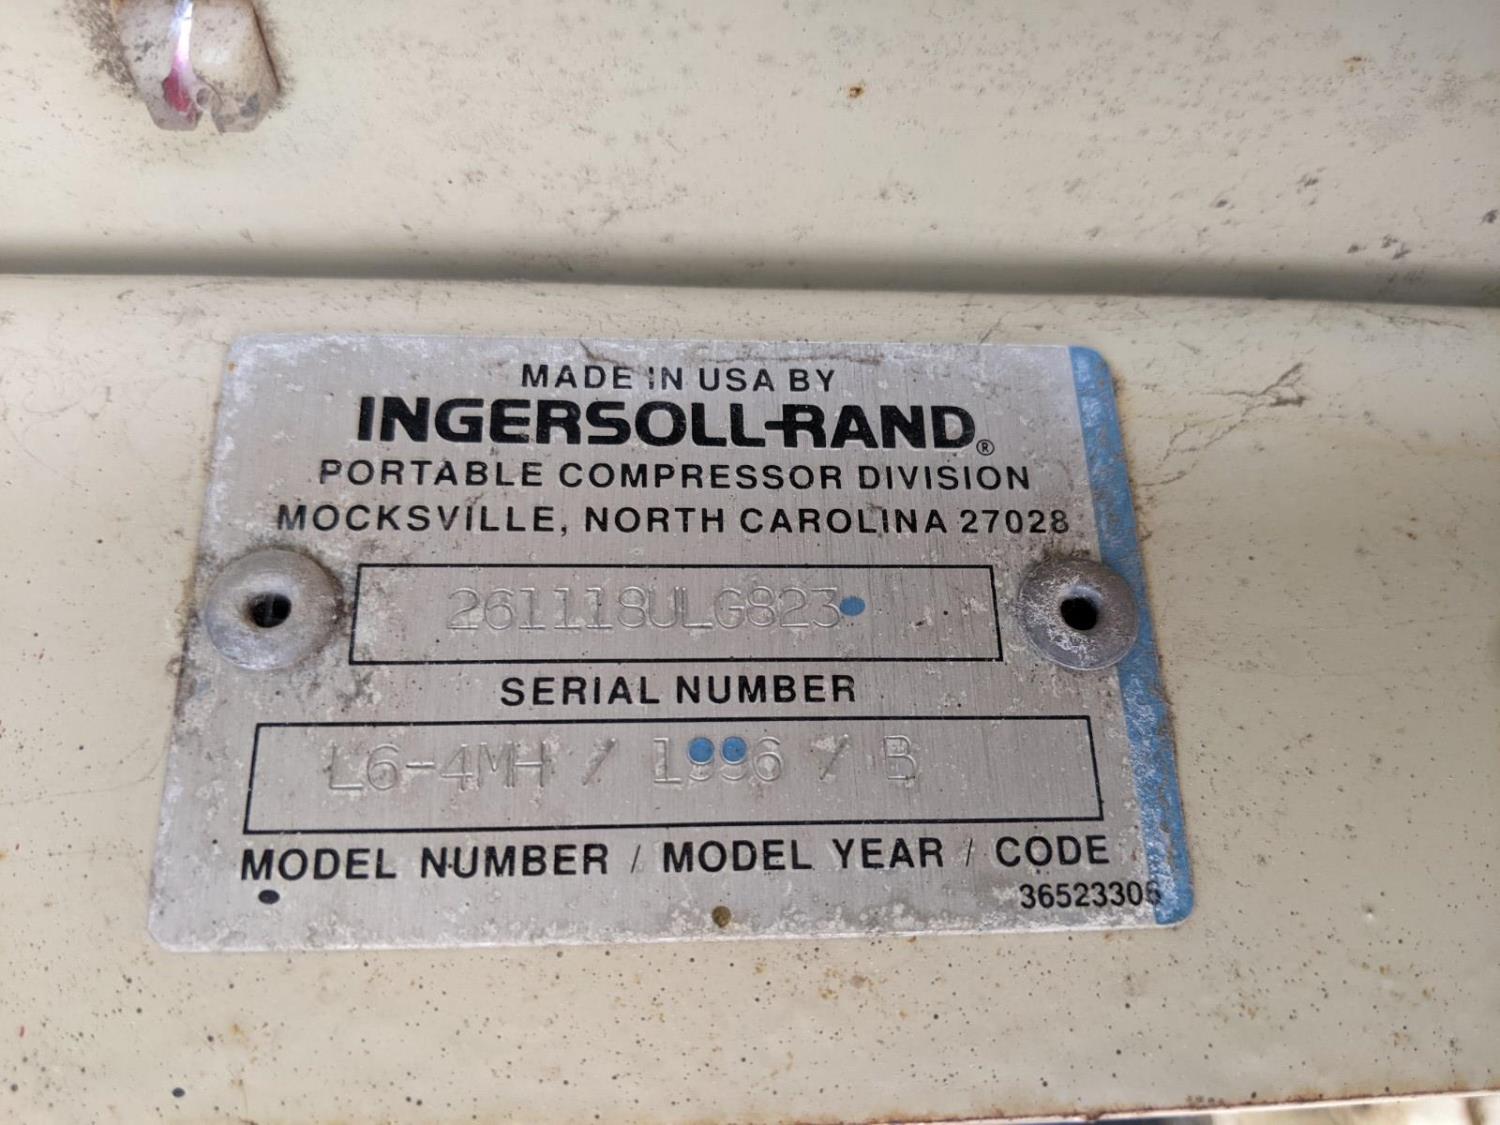 MADE IN USA BY
INGERSOLL-RAND®
PORTABLE COMPRESSOR DIVISION
MOCKSVILLE, NORTH CAROLINA 27028
261118ULG823
SERIAL NUMBER
L6-4MH / 1996 / B
MODEL NUMBER / MODEL YEAR / CODE
36523306